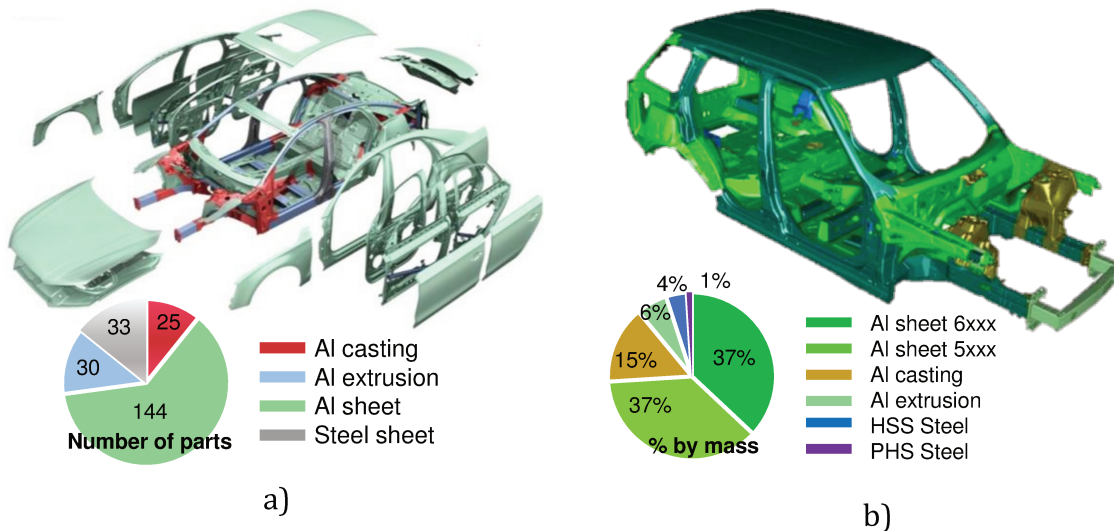 33
25
30
144
Number of parts
Al casting
Al extrusion
Al sheet
Steel sheet
a)
4%
1%
6%
15%
37%
37%
% by mass
Al sheet 6xxx
Al sheet 5xxx
Al casting
Al extrusion
HSS Steel
PHS Steel
b)